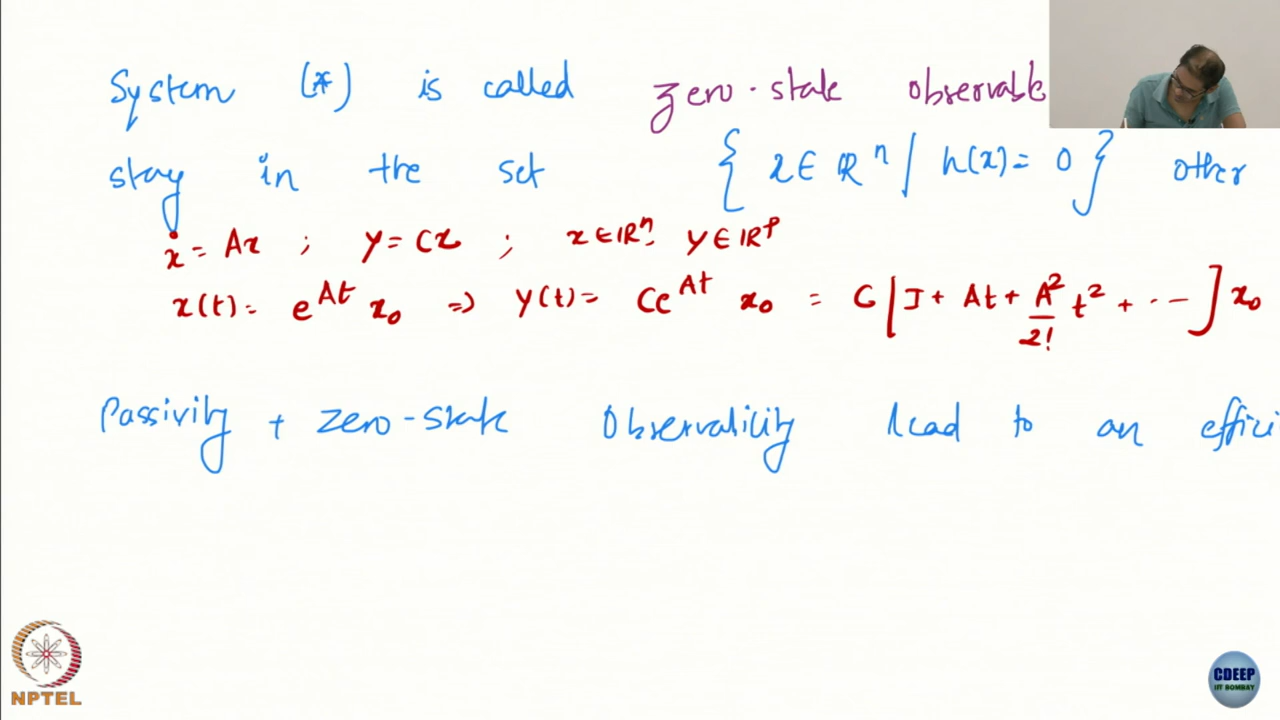 System (*) is called zero-state observable
stay in the set { x ∈ ℝⁿ | h(x) = 0 } other
ẋ = Ax ; y = Cx ; x ∈ ℝⁿ, y ∈ ℝᵖ
x(t) = e^{At} x₀ ⇒ y(t) = Ce^{At} x₀ = C[I + At + A²/2! t² + ...] x₀
Passivity + zero-state Observability lead to an effici
NPTEL
CDEEP
IIT BOMBAY